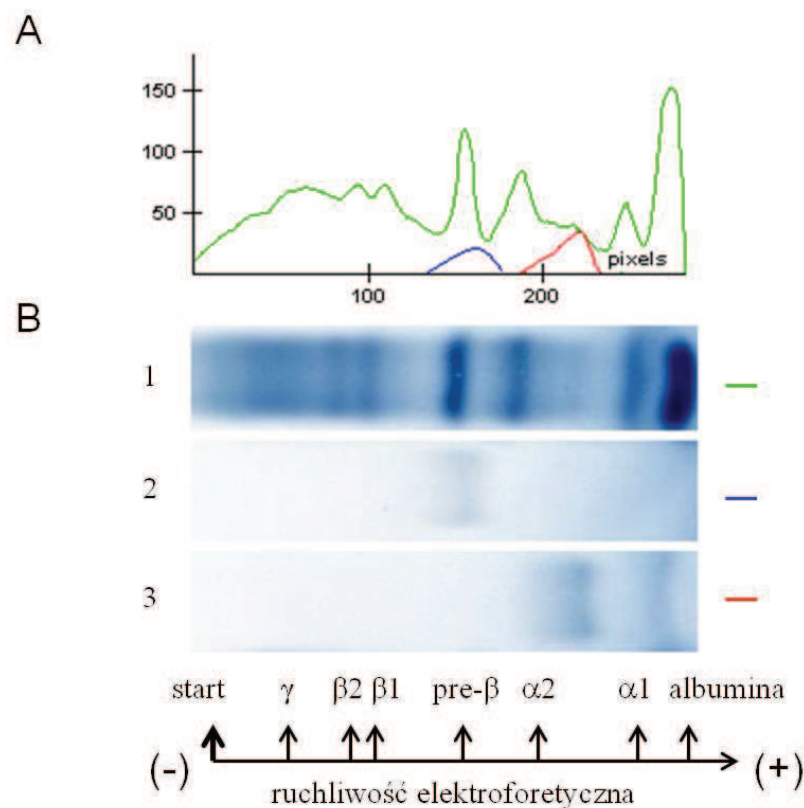 A
150
100
50
pixels
100 200
B
1
2
3
start γ β2 β1 pre-β α2 α1 albumina
(-) (+)
ruchliwość elektroforetyczna